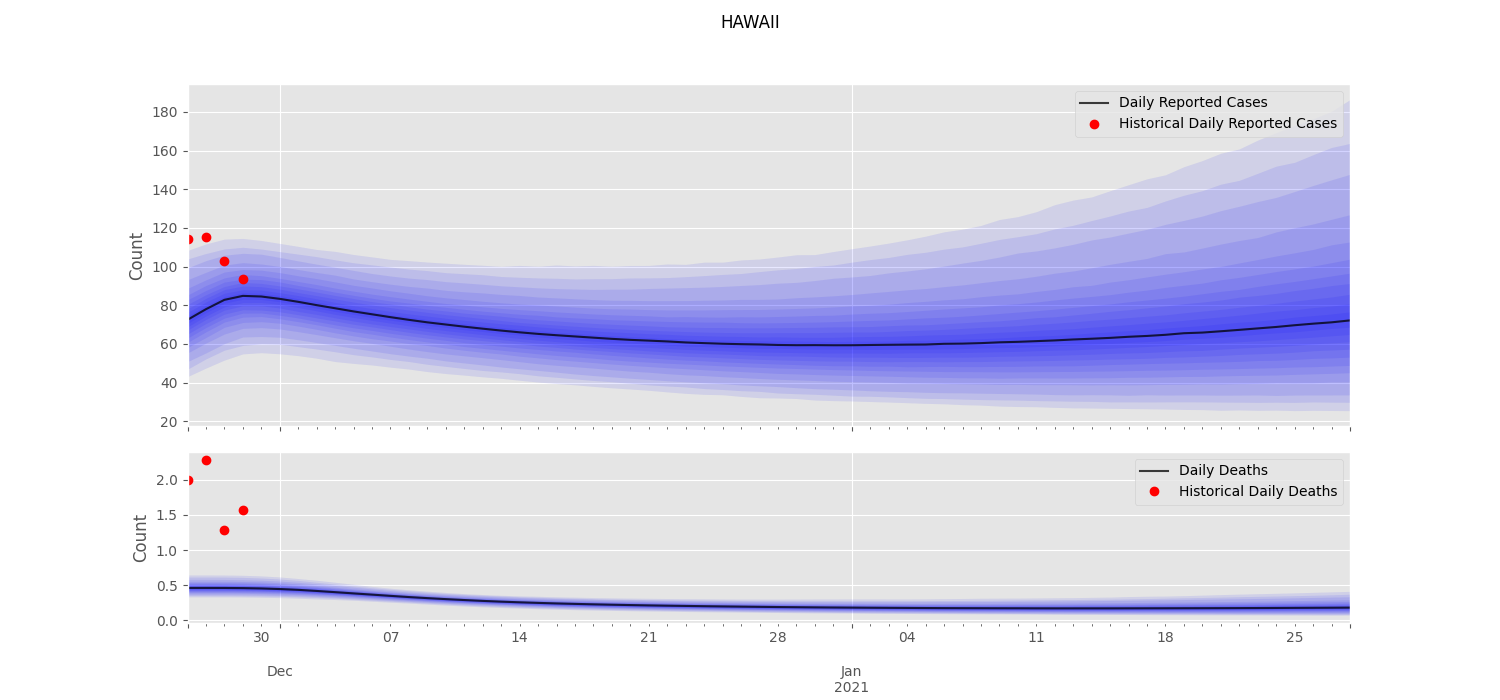 HAWAII
Daily Reported Cases
Historical Daily Reported Cases
Count
180
160
140
120
100
80
60
40
20
Daily Deaths
Historical Daily Deaths
Count
2.0
1.5
1.0
0.5
0.0
30 07 14 21 28 04 11 18 25
Dec Jan
2021